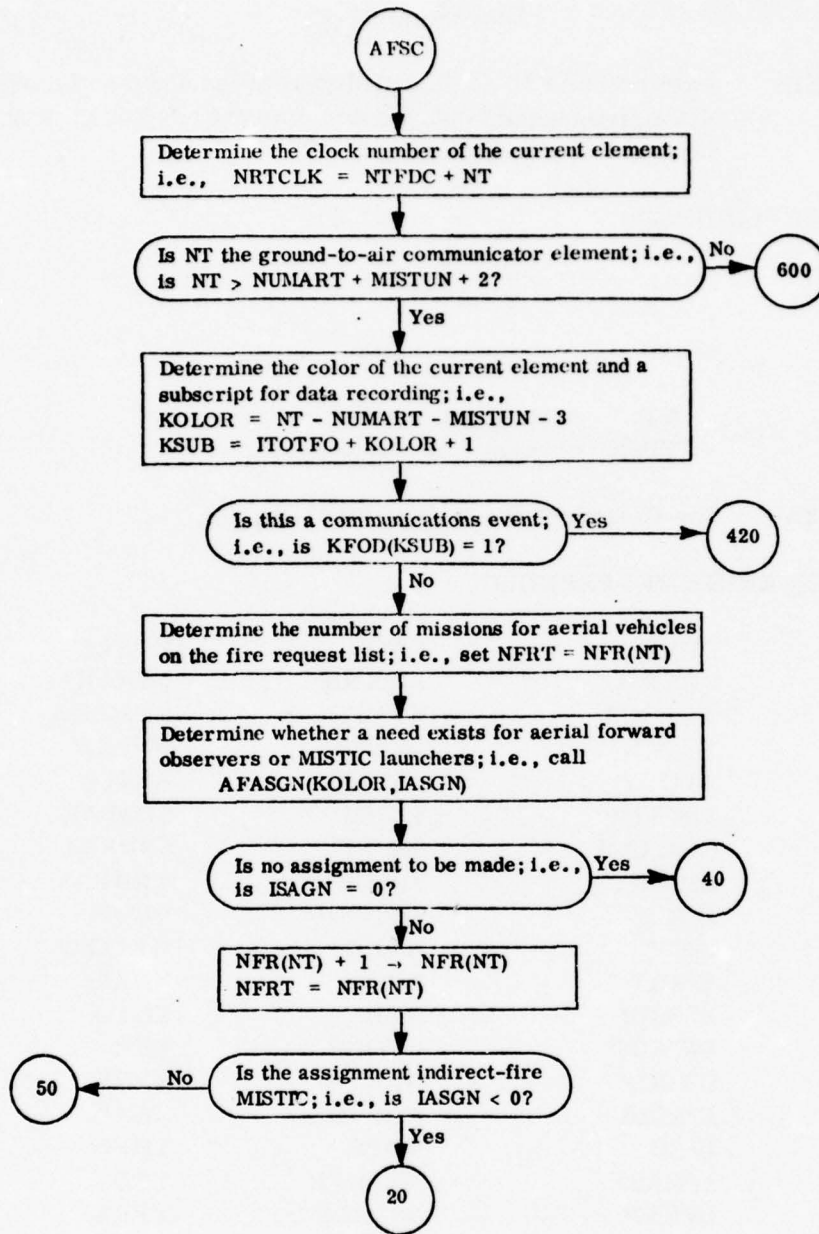 AFSC
Determine the clock number of the current element;
i.e., NRTCLK = NTFDC + NT
Is NT the ground-to-air communicator element; i.e.,
is NT > NUMART + MISTUN + 2?
No
600
Yes
Determine the color of the current element and a
subscript for data recording; i.e.,
KOLOR = NT - NUMART - MISTUN - 3
KSUB = ITOTFO + KOLOR + 1
Is this a communications event;
i.e., is KFOD(KSUB) = 1?
Yes
420
No
Determine the number of missions for aerial vehicles
on the fire request list; i.e., set NFRT = NFR(NT)
Determine whether a need exists for aerial forward
observers or MISTIC launchers; i.e., call
AFASGN(KOLOR,IASGN)
Is no assignment to be made; i.e.,
is ISAGN = 0?
Yes
40
No
NFR(NT) + 1 → NFR(NT)
NFRT = NFR(NT)
Is the assignment indirect-fire
MISTIC; i.e., is IASGN < 0?
No
50
Yes
20